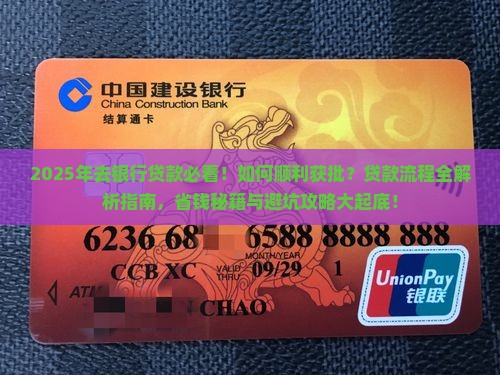 中国建设银行
China Construction Bank
结算通卡
2025年去银行贷款必看！如何顺利获批？贷款流程全解
析指南，省钱秘籍与避坑攻略大起底！
6236 68 6588 8888 888
MONTH/YEAR
CCB XC VALID THRU 09/29 1
ATM
CHAO
UnionPay
银联